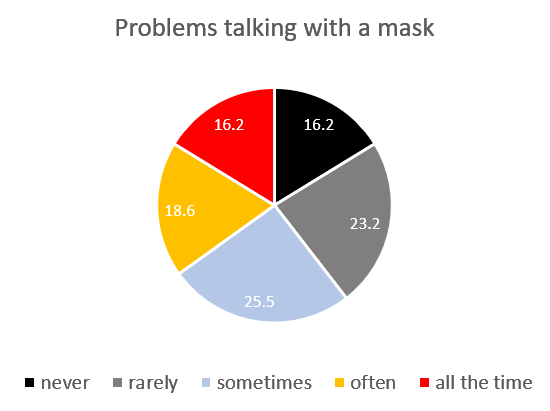 Problems talking with a mask
16.2 16.2
23.2
18.6
25.5
never rarely sometimes often all the time